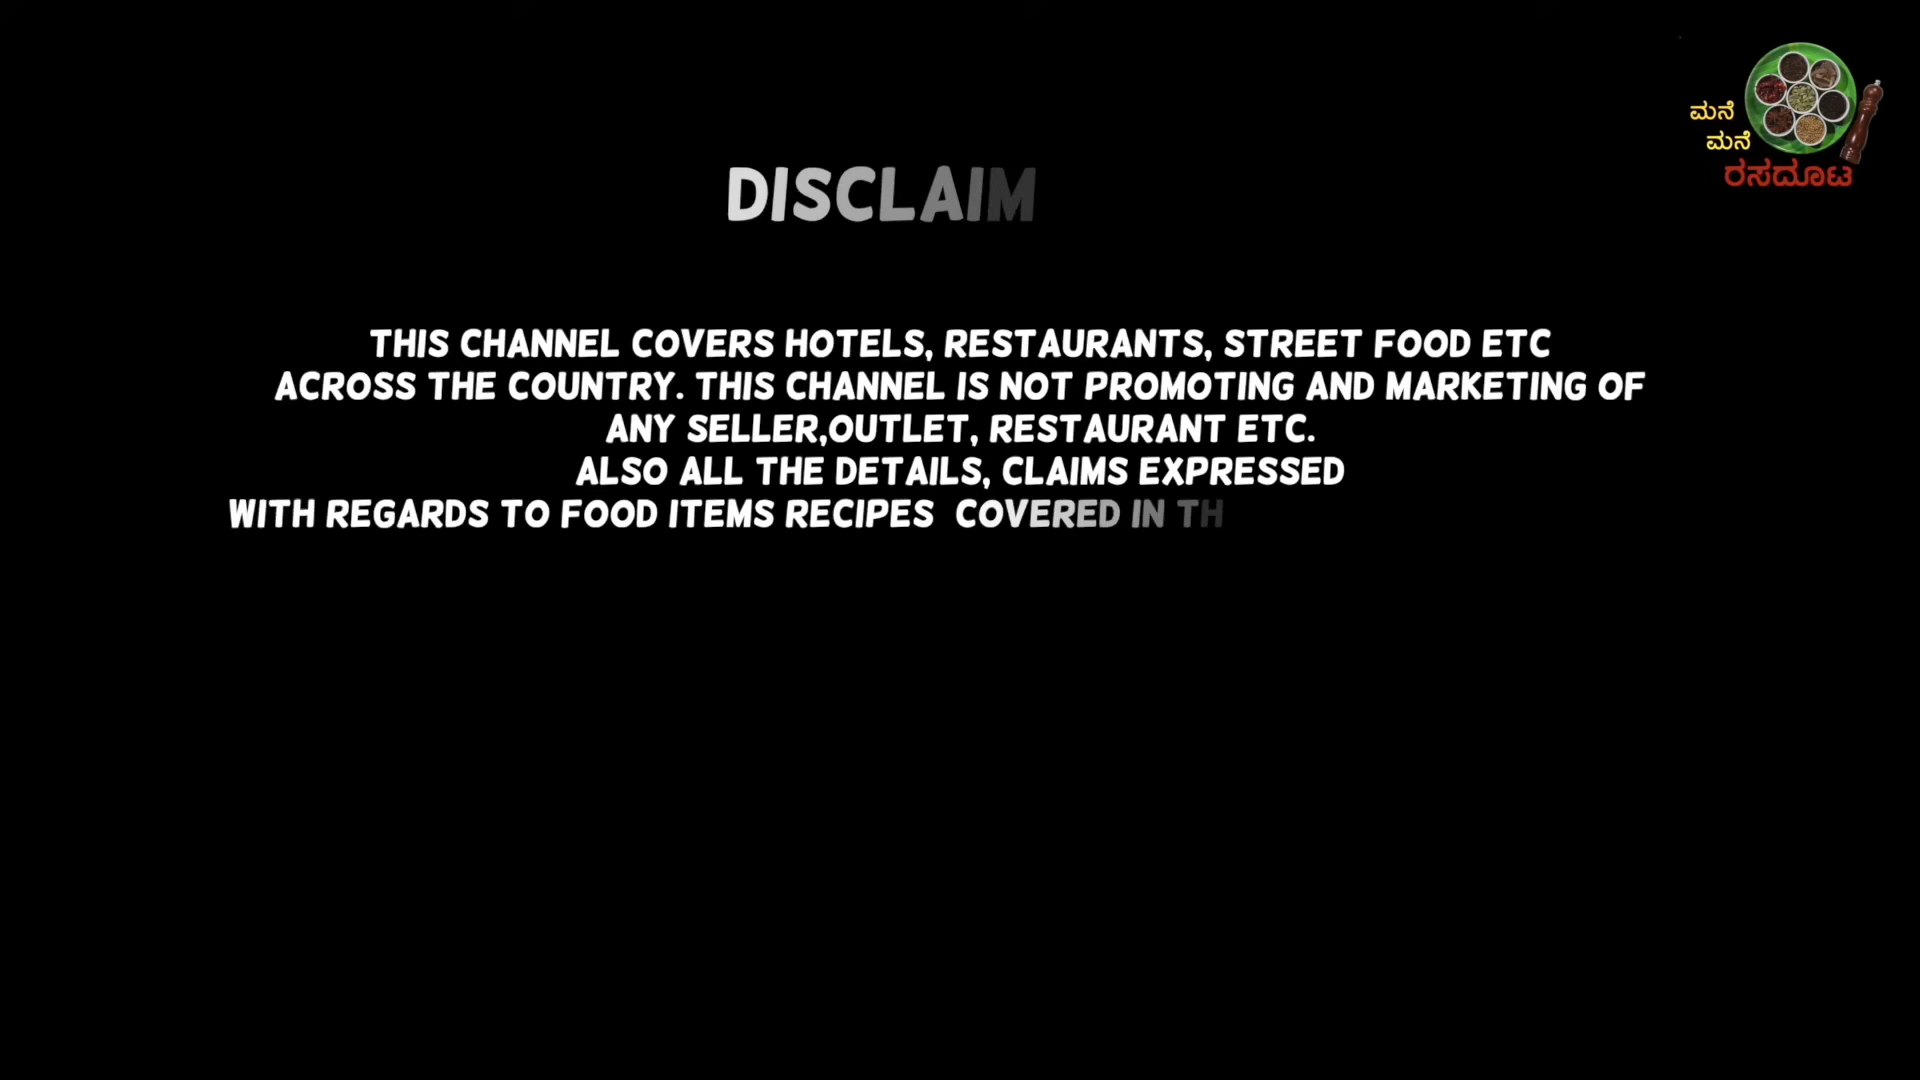 DISCLAIM
THIS CHANNEL COVERS HOTELS, RESTAURANTS, STREET FOOD ETC
ACROSS THE COUNTRY. THIS CHANNEL IS NOT PROMOTING AND MARKETING OF
ANY SELLER,OUTLET, RESTAURANT ETC.
ALSO ALL THE DETAILS, CLAIMS EXPRESSED
WITH REGARDS TO FOOD ITEMS RECIPES COVERED IN TH
ಮನೆ
ಮನೆ
ರಸದೂಟ